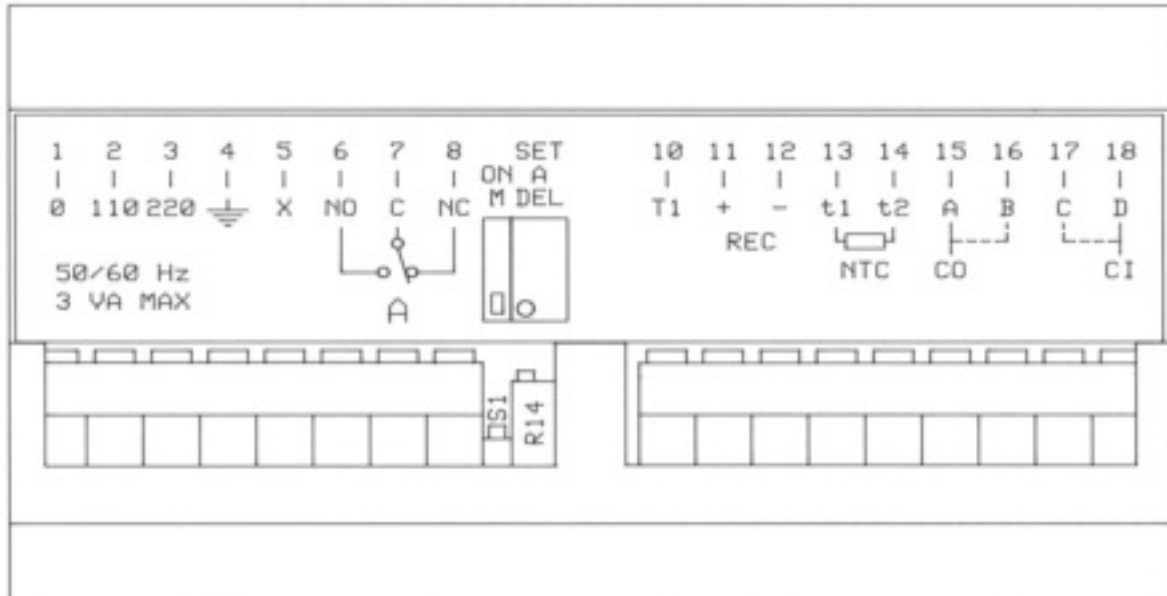 1 2 3 4 5 6 7 8 SET 10 11 12 13 14 15 16 17 18
ON A
0 110 220 X NO C NC M DEL T1 + - t1 t2 A B C D
REC
NTC CO CI
50/60 Hz
3 VA MAX
A
S1
R14